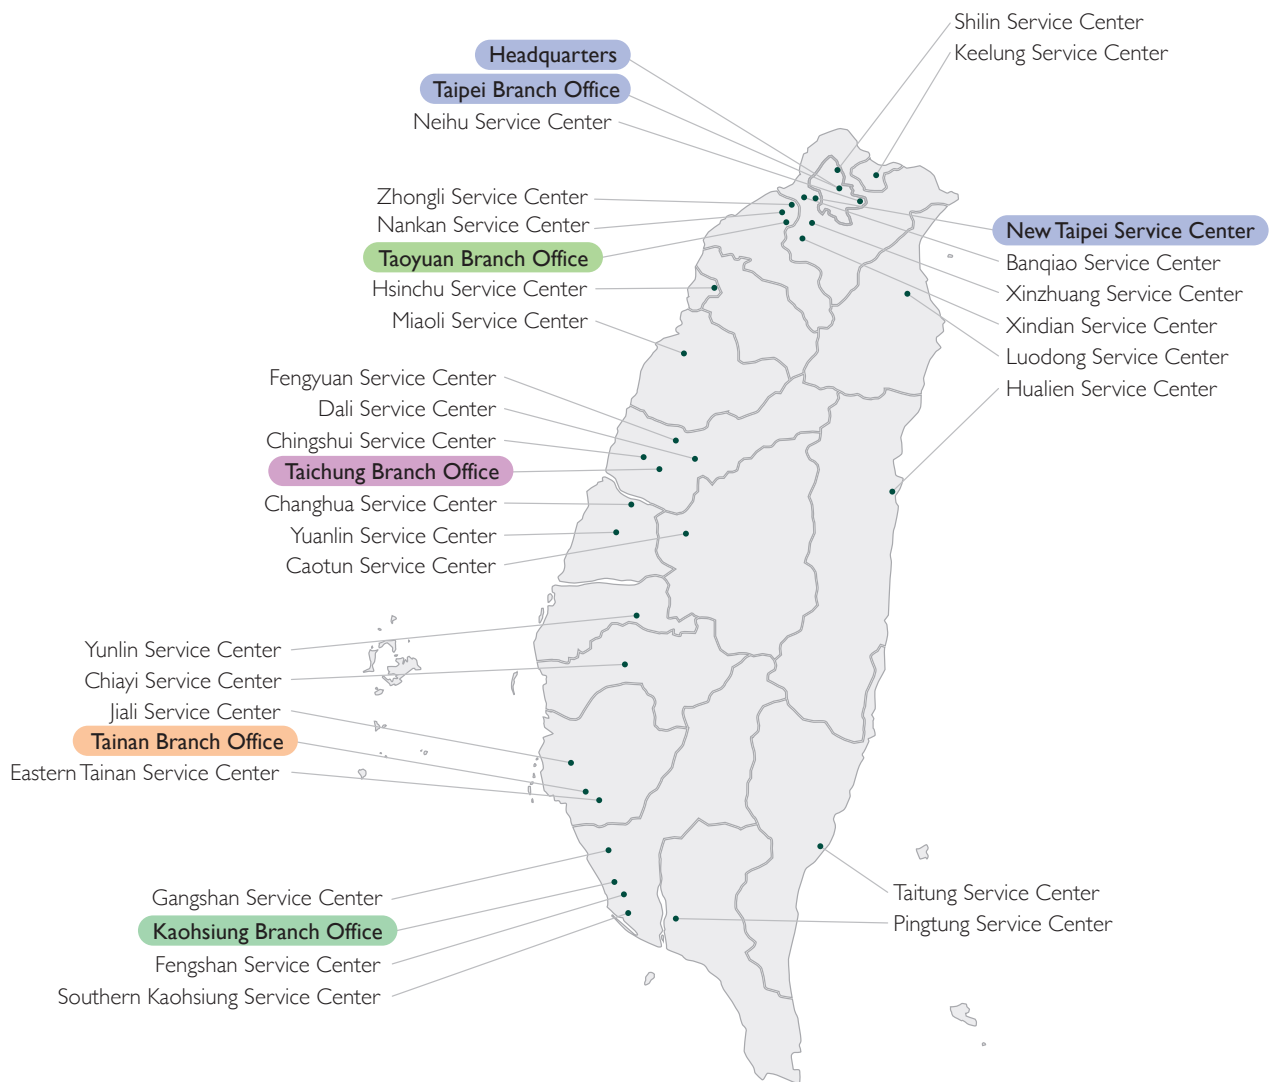 Shilin Service Center
Keelung Service Center
Headquarters
Taipei Branch Office
Neihu Service Center
Zhongli Service Center
Nankan Service Center
Taoyuan Branch Office
Hsinchu Service Center
Miaoli Service Center
New Taipei Service Center
Banqiao Service Center
Xinzhuang Service Center
Xindian Service Center
Luodong Service Center
Hualien Service Center
Fengyuan Service Center
Dali Service Center
Chingshui Service Center
Taichung Branch Office
Changhua Service Center
Yuanlin Service Center
Caotun Service Center
Yunlin Service Center
Chiayi Service Center
Jiali Service Center
Tainan Branch Office
Eastern Tainan Service Center
Gangshan Service Center
Kaohsiung Branch Office
Fengshan Service Center
Southern Kaohsiung Service Center
Taitung Service Center
Pingtung Service Center